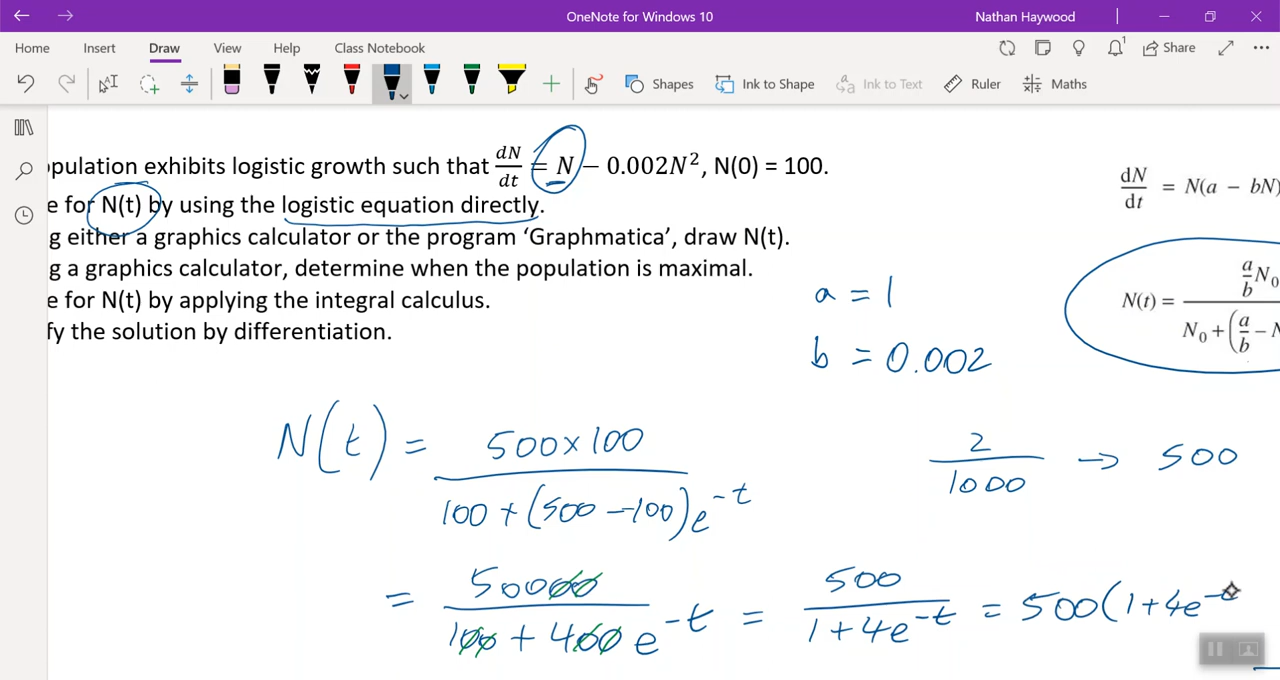 OneNote for Windows 10
Nathan Haywood
Home Insert Draw View Help Class Notebook
1 Share
Shapes Ink to Shape Ink to Text Ruler Maths
opulation exhibits logistic growth such that dN/dt = N − 0.002N², N(0) = 100.
e for N(t) by using the logistic equation directly.
g either a graphics calculator or the program ‘Graphmatica’, draw N(t).
g a graphics calculator, determine when the population is maximal.
e for N(t) by applying the integral calculus.
fy the solution by differentiation.
dN/dt = N(a − bN)
N(t) = a/b N₀ / N₀ + (a/b − N
a = 1
b = 0.002
N(t) = 500 × 100 / 100 + (500 − 100)e^−t
2/1000 → 500
= 50000 / 100 + 400 e^−t = 500 / 1 + 4e^−t = 500(1 + 4e^−t